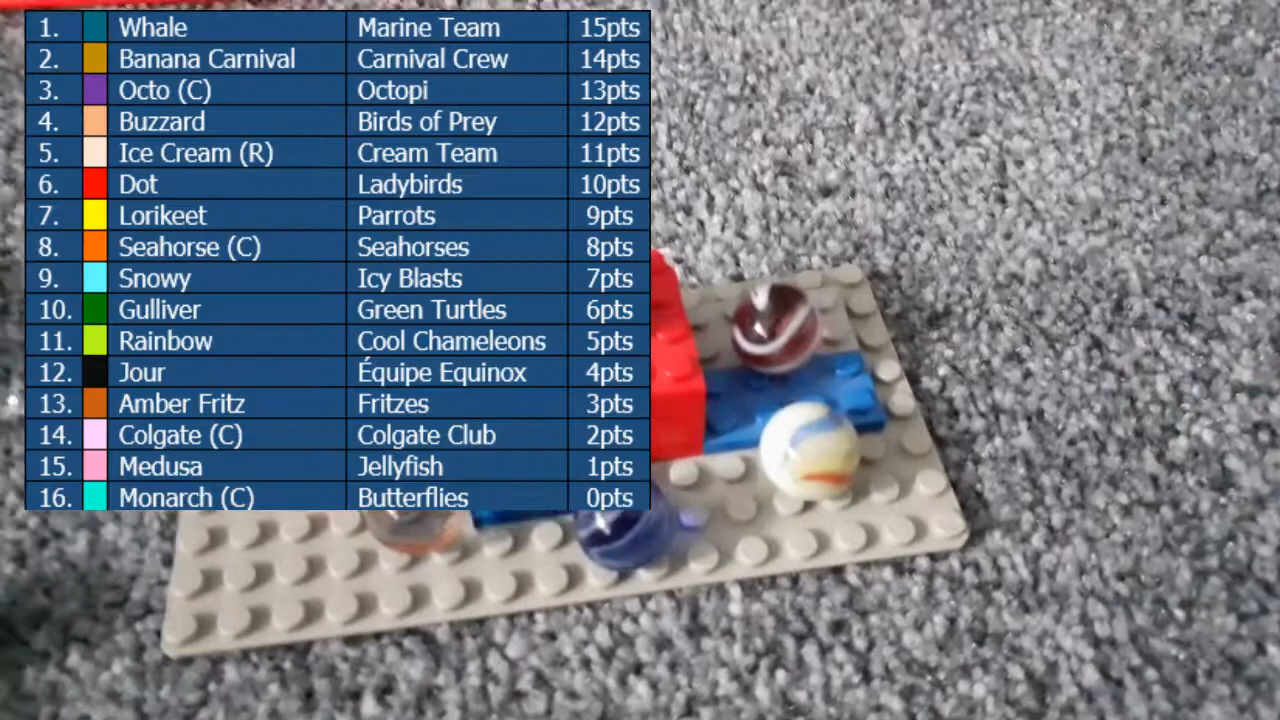 1. Whale Marine Team 15pts
2. Banana Carnival Carnival Crew 14pts
3. Octo (C) Octopi 13pts
4. Buzzard Birds of Prey 12pts
5. Ice Cream (R) Cream Team 11pts
6. Dot Ladybirds 10pts
7. Lorikeet Parrots 9pts
8. Seahorse (C) Seahorses 8pts
9. Snowy Icy Blasts 7pts
10. Gulliver Green Turtles 6pts
11. Rainbow Cool Chameleons 5pts
12. Jour Équipe Equinox 4pts
13. Amber Fritz Fritzes 3pts
14. Colgate (C) Colgate Club 2pts
15. Medusa Jellyfish 1pts
16. Monarch (C) Butterflies 0pts